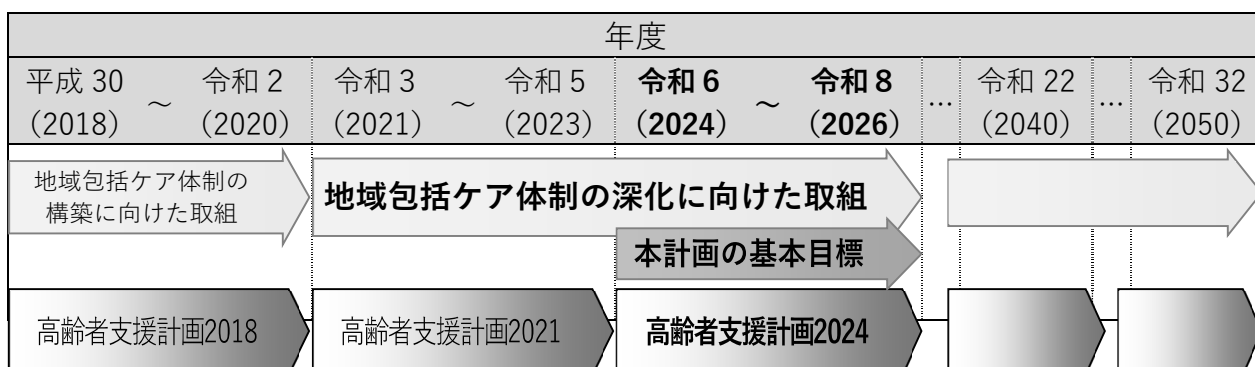 年度
平成 30 ～ 令和 2 令和 3 ～ 令和 5 令和 6 ～ 令和 8 … 令和 22 … 令和 32
（2018） （2020） （2021） （2023） （2024） （2026） （2040） （2050）
地域包括ケア体制の
構築に向けた取組
地域包括ケア体制の深化に向けた取組
本計画の基本目標
高齢者支援計画2018 高齢者支援計画2021 高齢者支援計画2024